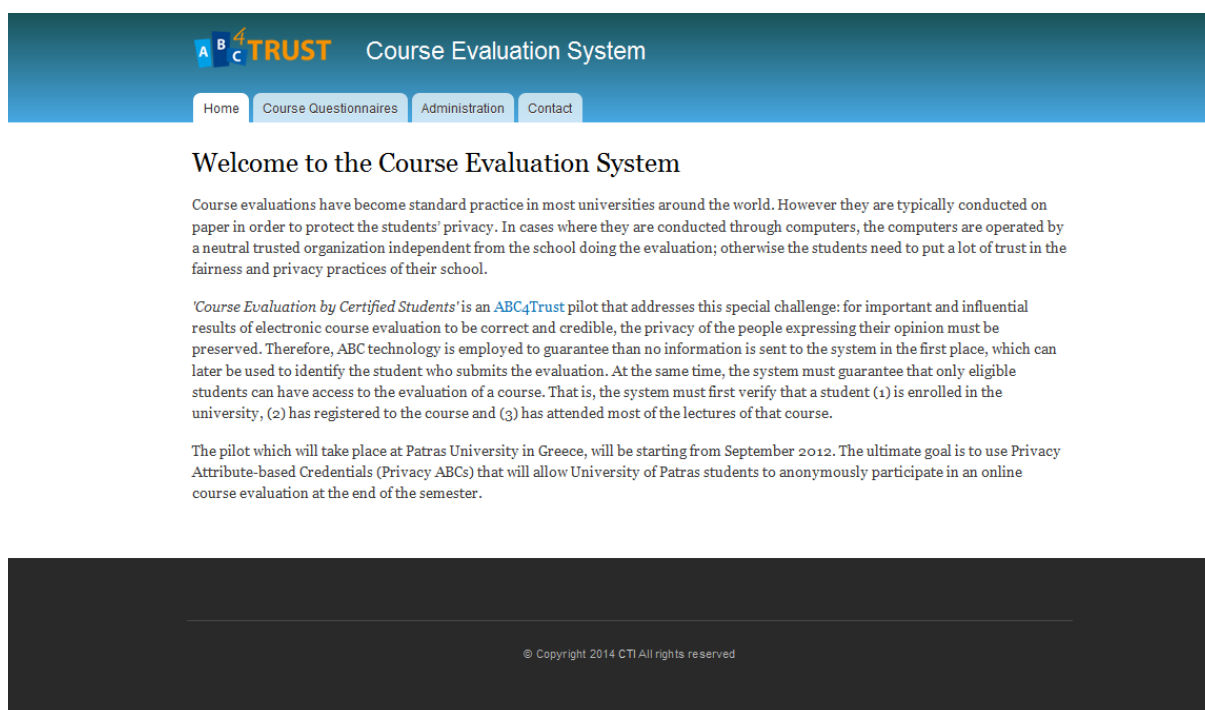 ABC4TRUST Course Evaluation System
Home Course Questionnaires Administration Contact
Welcome to the Course Evaluation System
Course evaluations have become standard practice in most universities around the world. However they are typically conducted on
paper in order to protect the students' privacy. In cases where they are conducted through computers, the computers are operated by
a neutral trusted organization independent from the school doing the evaluation; otherwise the students need to put a lot of trust in the
fairness and privacy practices of their school.
'Course Evaluation by Certified Students' is an ABC4Trust pilot that addresses this special challenge: for important and influential
results of electronic course evaluation to be correct and credible, the privacy of the people expressing their opinion must be
preserved. Therefore, ABC technology is employed to guarantee than no information is sent to the system in the first place, which can
later be used to identify the student who submits the evaluation. At the same time, the system must guarantee that only eligible
students can have access to the evaluation of a course. That is, the system must first verify that a student (1) is enrolled in the
university, (2) has registered to the course and (3) has attended most of the lectures of that course.
The pilot which will take place at Patras University in Greece, will be starting from September 2012. The ultimate goal is to use Privacy
Attribute-based Credentials (Privacy ABCs) that will allow University of Patras students to anonymously participate in an online
course evaluation at the end of the semester.
© Copyright 2014 CTI All rights reserved